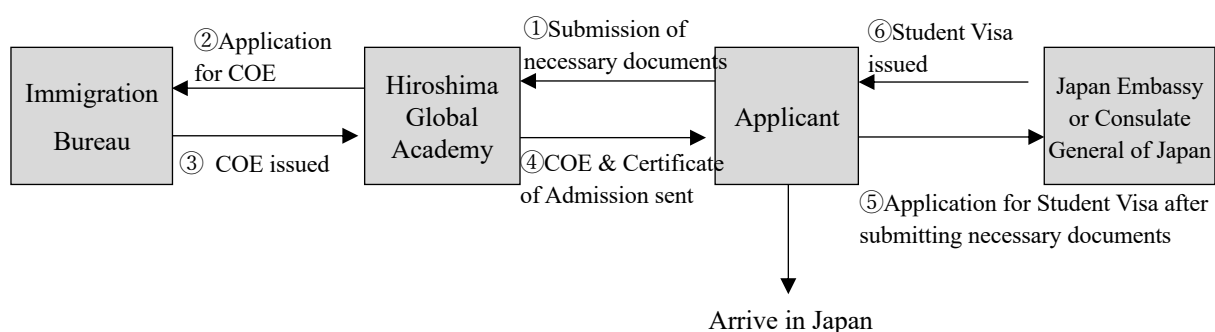 ②Application
for COE
①Submission of
necessary documents
⑥Student Visa
issued
Immigration
Bureau
Hiroshima
Global
Academy
Applicant
Japan Embassy
or Consulate
General of Japan
③ COE issued
④COE & Certificate
of Admission sent
⑤Application for Student Visa after
submitting necessary documents
Arrive in Japan